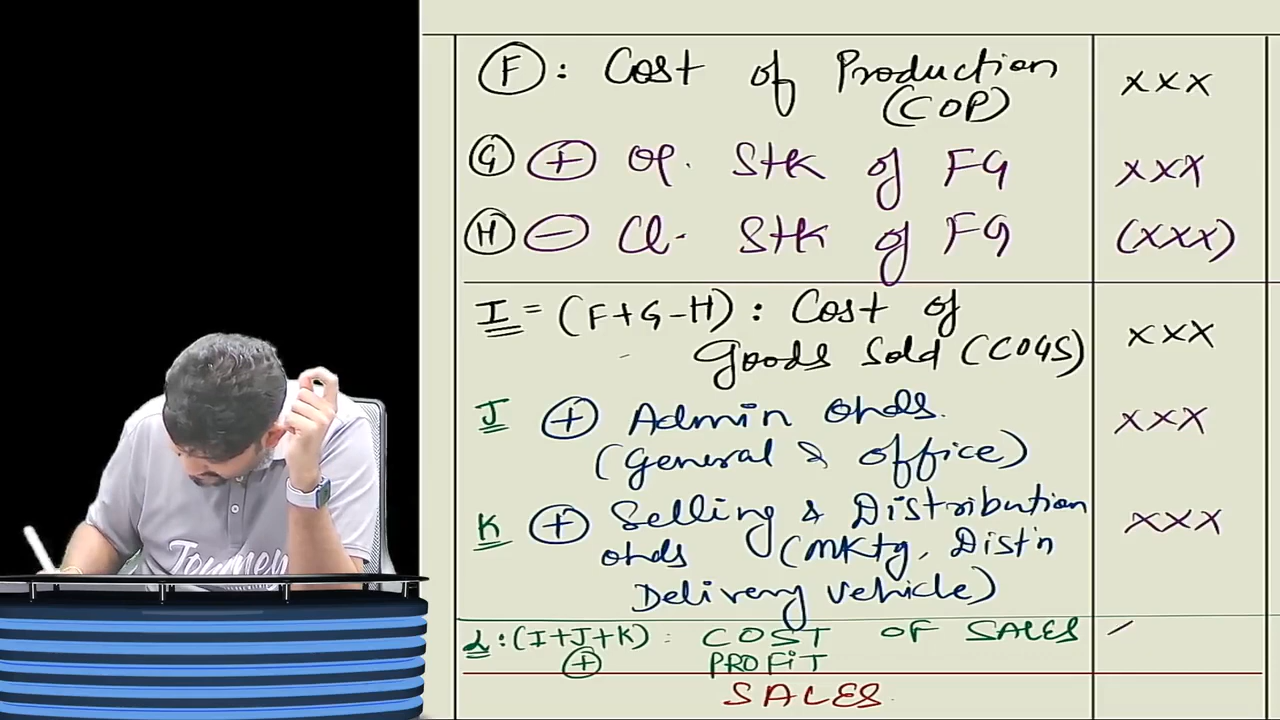 F : Cost of Production xxx
(COP)
G + Op. Stk of FG xxx
H - Cl. Stk of FG (xxx)
I = (F+G-H) : Cost of
Goods Sold (COGS) xxx
J + Admin ohds. xxx
(General & office)
K + Selling & Distribution xxx
ohds (Mktg, Dist'n
Delivery vehicle)
L : (I+J+K) : COST OF SALES
+ PROFIT
SALES